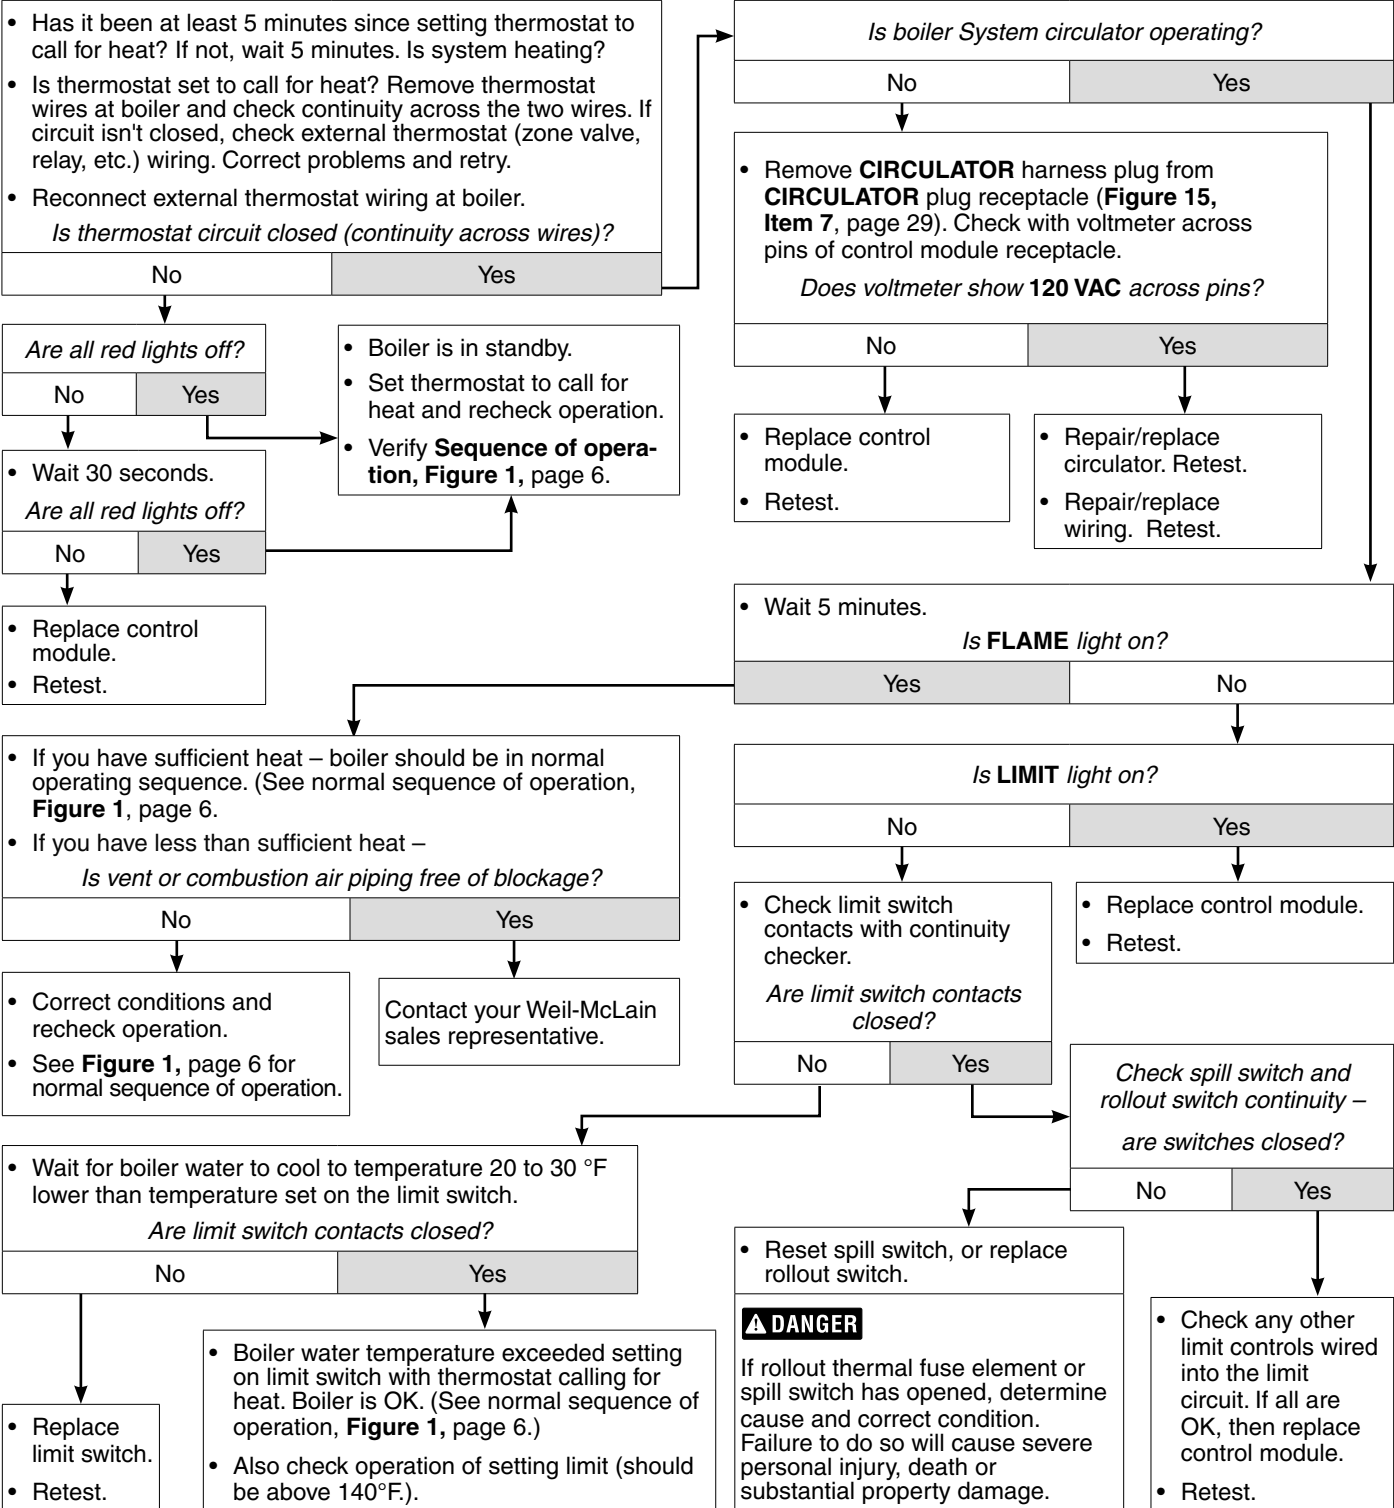 • Has it been at least 5 minutes since setting thermostat to
call for heat? If not, wait 5 minutes. Is system heating?
• Is thermostat set to call for heat? Remove thermostat
wires at boiler and check continuity across the two wires. If
circuit isn't closed, check external thermostat (zone valve,
relay, etc.) wiring. Correct problems and retry.
• Reconnect external thermostat wiring at boiler.
Is thermostat circuit closed (continuity across wires)?
No
Yes
Are all red lights off?
No
Yes
• Boiler is in standby.
• Set thermostat to call for
heat and recheck operation.
• Verify Sequence of opera-
tion, Figure 1, page 6.
• Wait 30 seconds.
Are all red lights off?
No
Yes
• Replace control
module.
• Retest.
Is boiler System circulator operating?
No
Yes
• Remove CIRCULATOR harness plug from
CIRCULATOR plug receptacle (Figure 15,
Item 7, page 29). Check with voltmeter across
pins of control module receptacle.
Does voltmeter show 120 VAC across pins?
No
Yes
• Replace control
module.
• Retest.
• Repair/replace
circulator. Retest.
• Repair/replace
wiring. Retest.
• Wait 5 minutes.
Is FLAME light on?
Yes
No
• If you have sufficient heat – boiler should be in normal
operating sequence. (See normal sequence of operation,
Figure 1, page 6.
• If you have less than sufficient heat –
Is vent or combustion air piping free of blockage?
No
Yes
• Correct conditions and
recheck operation.
• See Figure 1, page 6 for
normal sequence of operation.
Contact your Weil-McLain
sales representative.
Is LIMIT light on?
No
Yes
• Check limit switch
contacts with continuity
checker.
Are limit switch contacts
closed?
No
Yes
• Replace control module.
• Retest.
Check spill switch and
rollout switch continuity –
are switches closed?
No
Yes
• Wait for boiler water to cool to temperature 20 to 30 °F
lower than temperature set on the limit switch.
Are limit switch contacts closed?
No
Yes
• Replace
limit switch.
• Retest.
• Boiler water temperature exceeded setting
on limit switch with thermostat calling for
heat. Boiler is OK. (See normal sequence of
operation, Figure 1, page 6.)
• Also check operation of setting limit (should
be above 140°F.).
• Reset spill switch, or replace
rollout switch.
DANGER
If rollout thermal fuse element or
spill switch has opened, determine
cause and correct condition.
Failure to do so will cause severe
personal injury, death or
substantial property damage.
• Check any other
limit controls wired
into the limit
circuit. If all are
OK, then replace
control module.
• Retest.